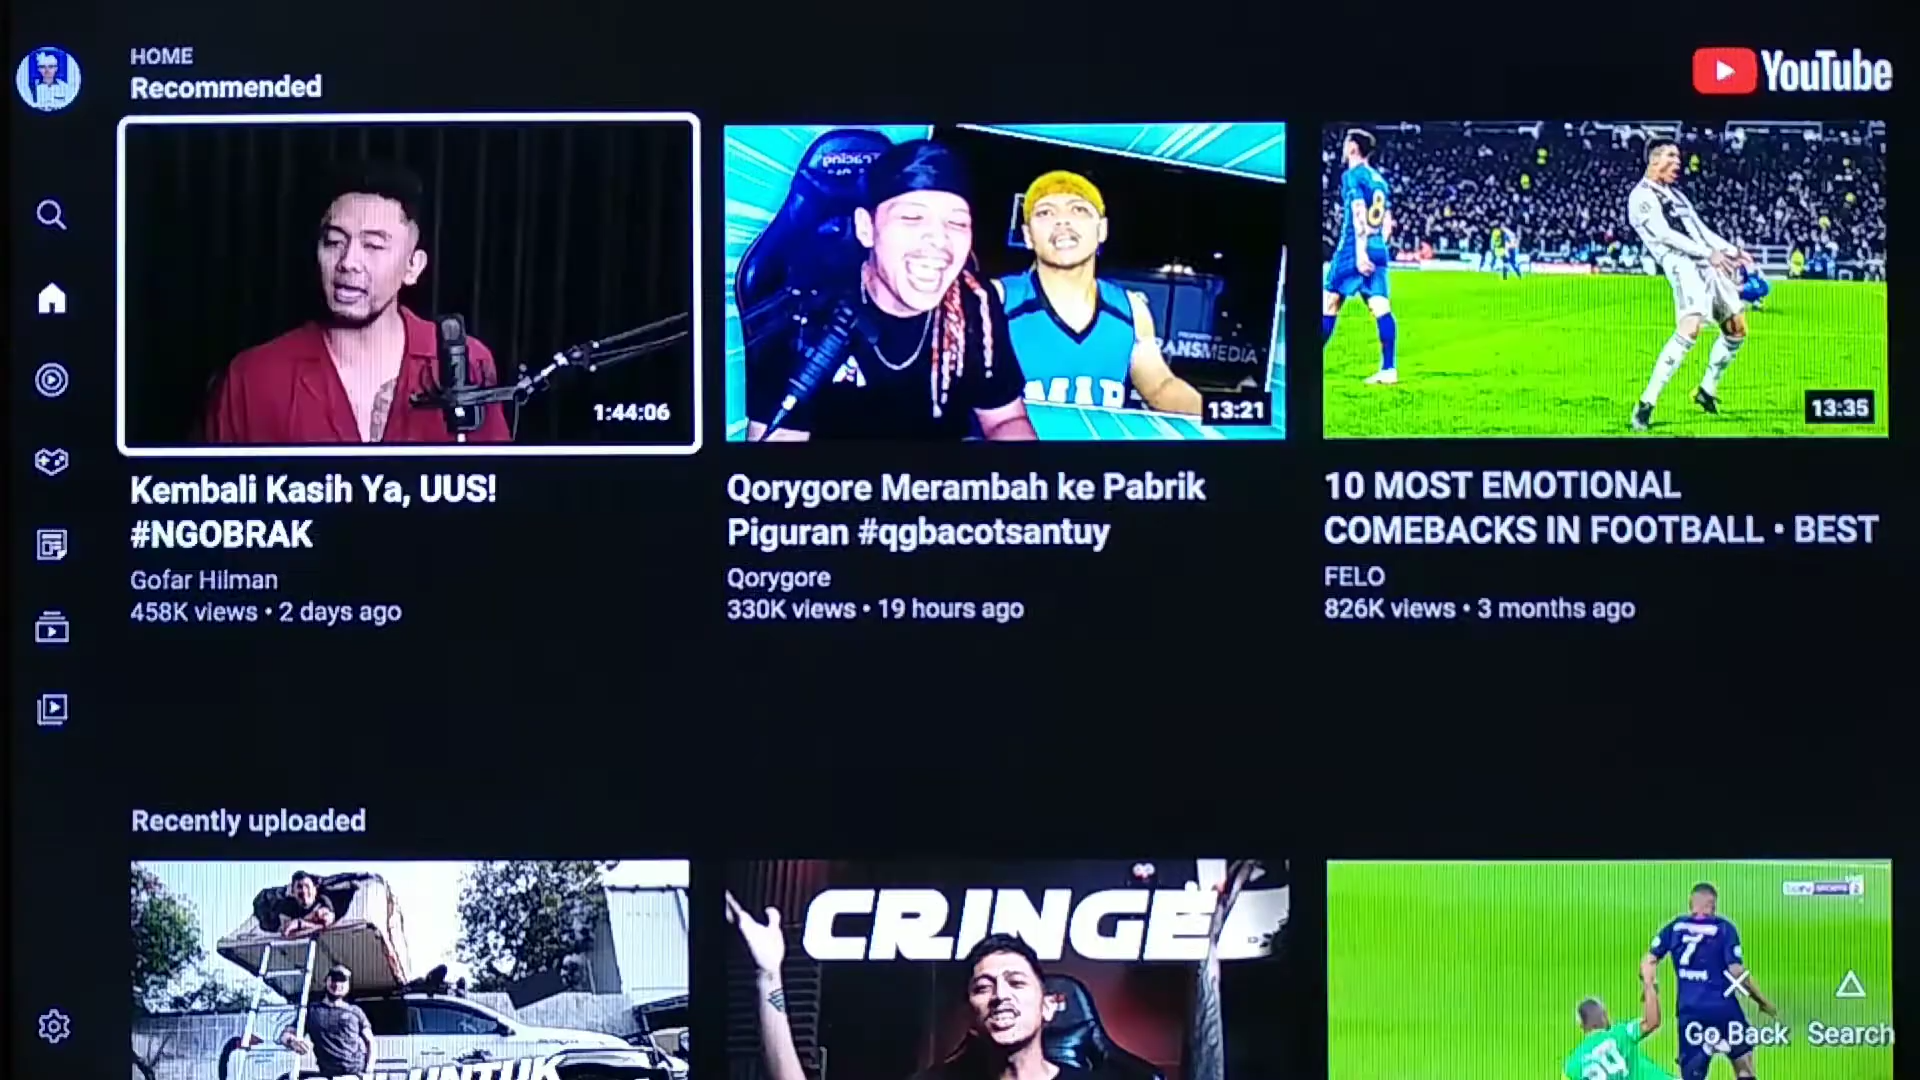 HOME
Recommended
YouTube
1:44:06
13:21
13:35
8
Kembali Kasih Ya, UUS!
#NGOBRAK
Gofar Hilman
458K views • 2 days ago
Qorygore Merambah ke Pabrik
Piguran #qgbacotsantuy
Qorygore
330K views • 19 hours ago
10 MOST EMOTIONAL
COMEBACKS IN FOOTBALL • BEST
FELO
826K views • 3 months ago
Recently uploaded
CRINGE
7
Go Back
Search